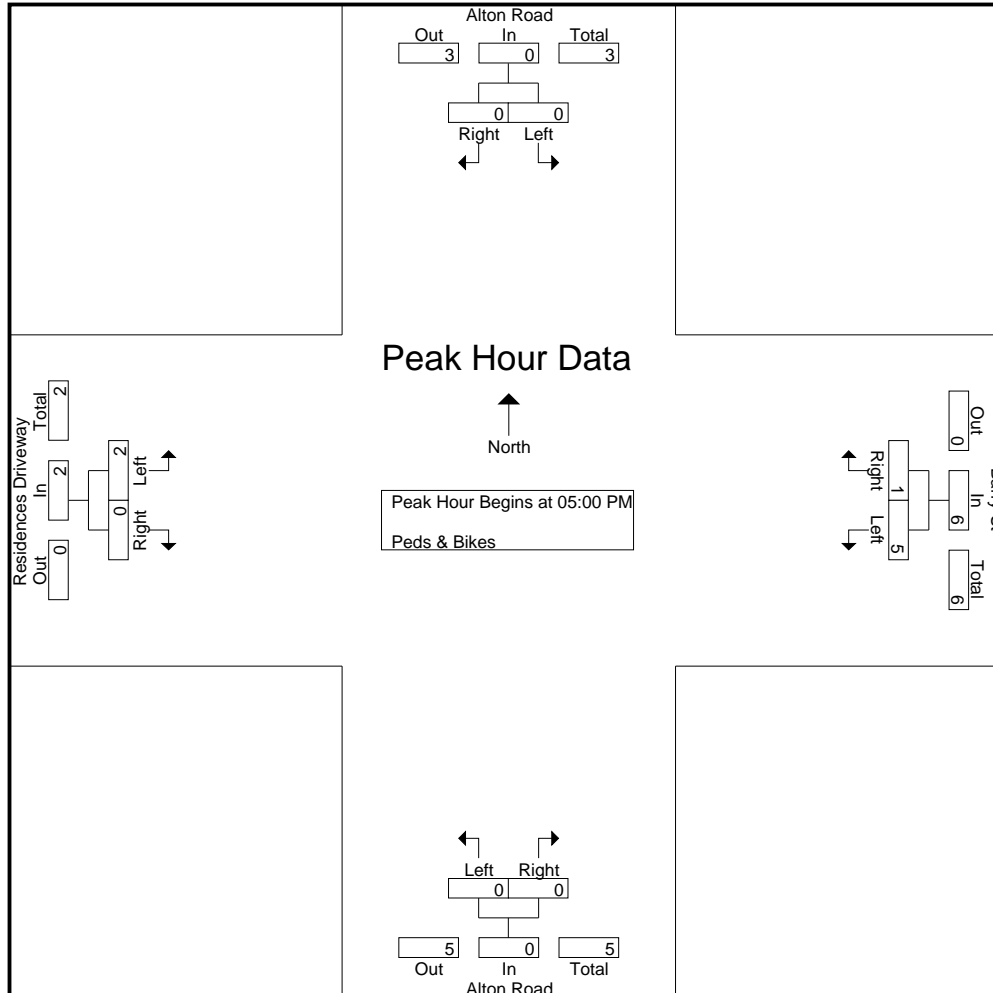 Alton Road
Out In Total
3 0 3
0 0
Right Left
Peak Hour Data
North
Peak Hour Begins at 05:00 PM
Peds & Bikes
Residences Driveway
Out In Total
0 2 2
Right Left
0 2
Out In Total
0 6 6
Right Left
1 5
Left Right
0 0
5 0 5
Out In Total
Alton Road